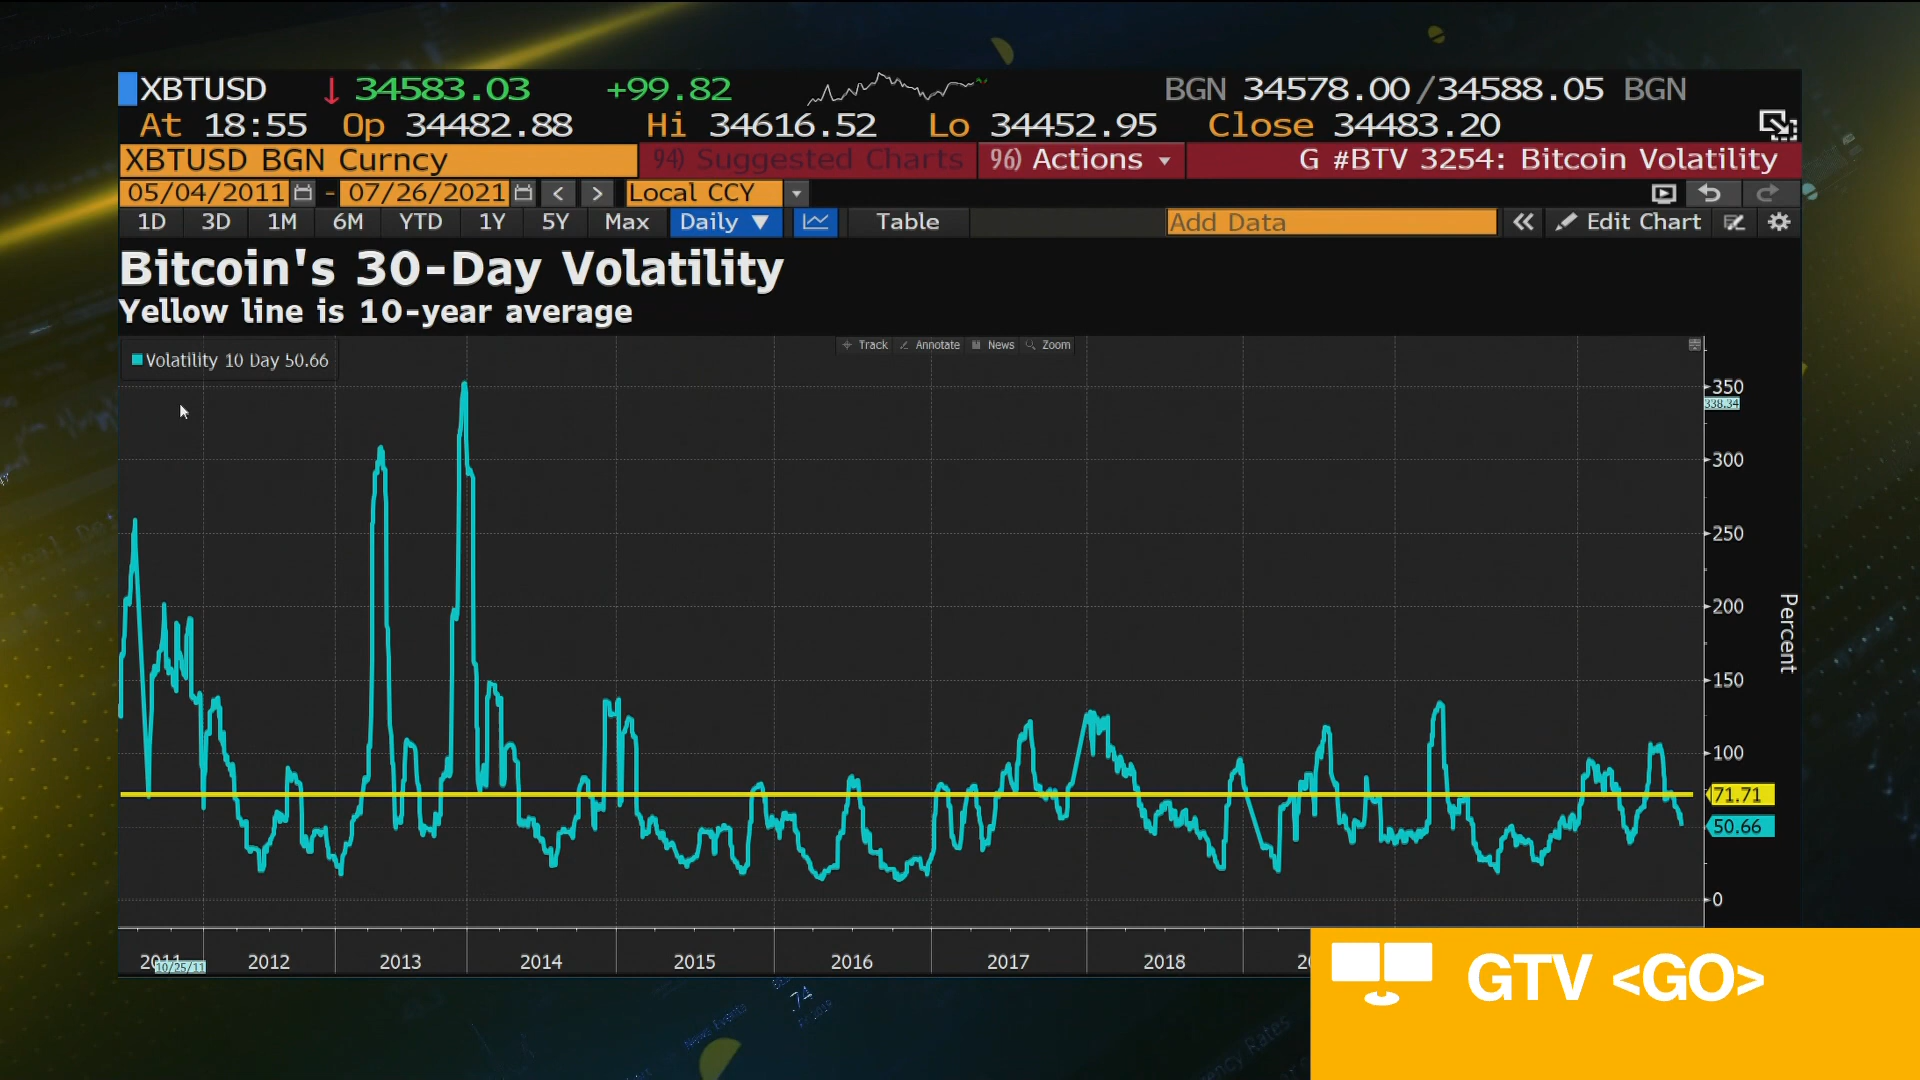 XBTUSD ↓ 34583.03 +99.82 BGN 34578.00 /34588.05 BGN
At 18:55 Op 34482.88 Hi 34616.52 Lo 34452.95 Close 34483.20
XBTUSD BGN Curncy 94) Suggested Charts 96) Actions G #BTV 3254: Bitcoin Volatility
05/04/2011 - 07/26/2021 < > Local CCY
1D 3D 1M 6M YTD 1Y 5Y Max Daily ▼ Table Add Data « Edit Chart
Bitcoin's 30-Day Volatility
Yellow line is 10-year average
Track Annotate News Zoom
Volatility 10 Day 50.66
350
338.34
300
250
200
150
100
71.71
50.66
0
Percent
2011 2012 2013 2014 2015 2016 2017 2018
10/25/11
GTV <GO>